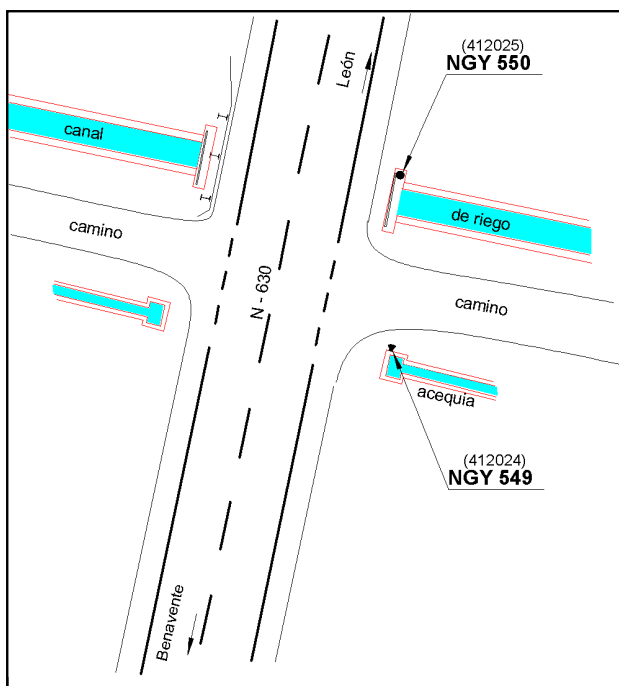 (412025)
NGY 550
León
canal
de riego
camino
N - 630
camino
acequia
(412024)
NGY 549
Benavente